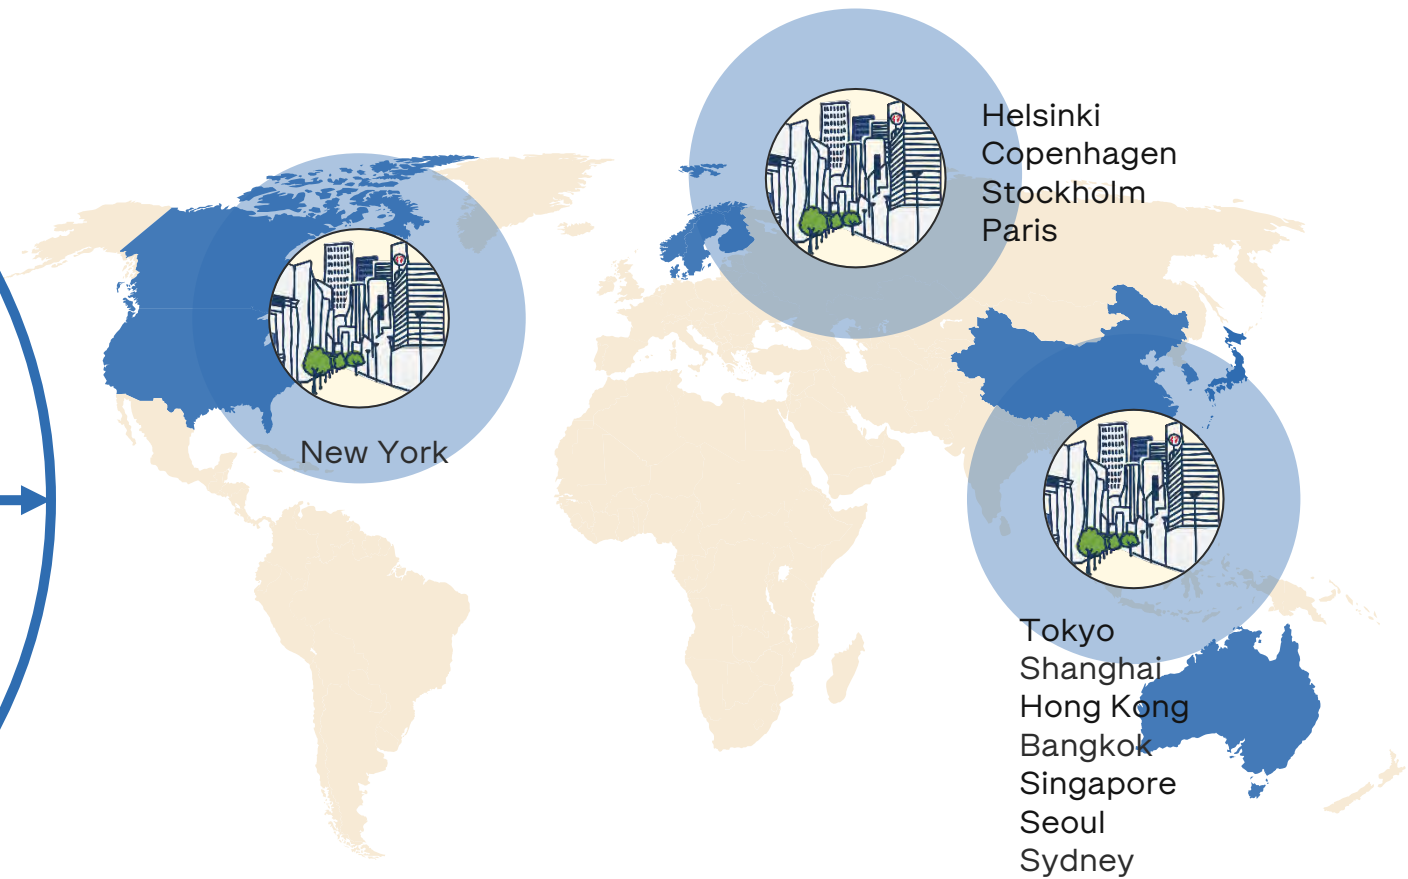 Helsinki
Copenhagen
Stockholm
Paris
New York
Tokyo
Shanghai
Hong Kong
Bangkok
Singapore
Seoul
Sydney